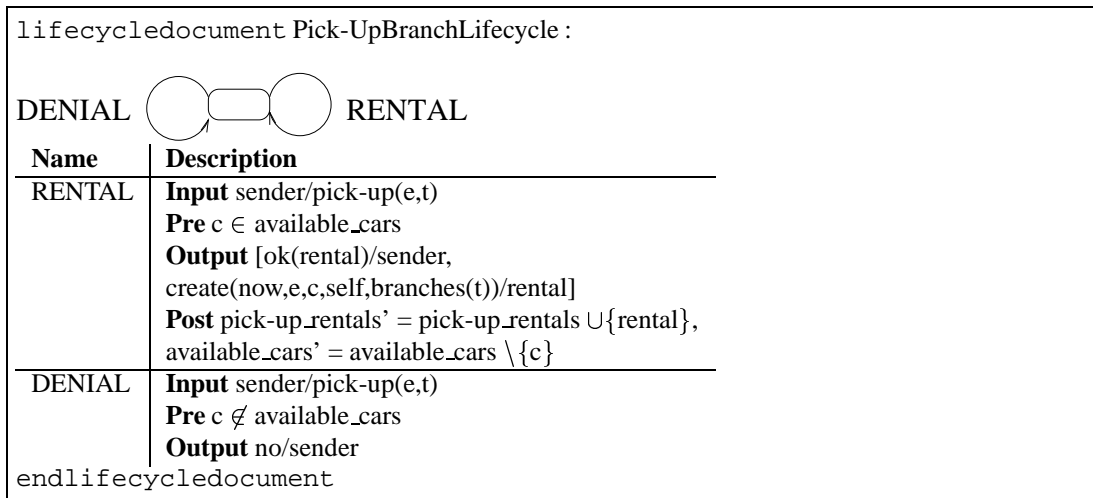 lifecycledocument Pick-UpBranchLifecycle :
DENIAL RENTAL
Name Description
RENTAL Input sender/pick-up(e,t)
Pre c ∈ available_cars
Output [ok(rental)/sender,
create(now,e,c,self,branches(t))/rental]
Post pick-up_rentals’ = pick-up_rentals ∪{rental},
available_cars’ = available_cars \{c}
DENIAL Input sender/pick-up(e,t)
Pre c ∉ available_cars
Output no/sender
endlifecycledocument